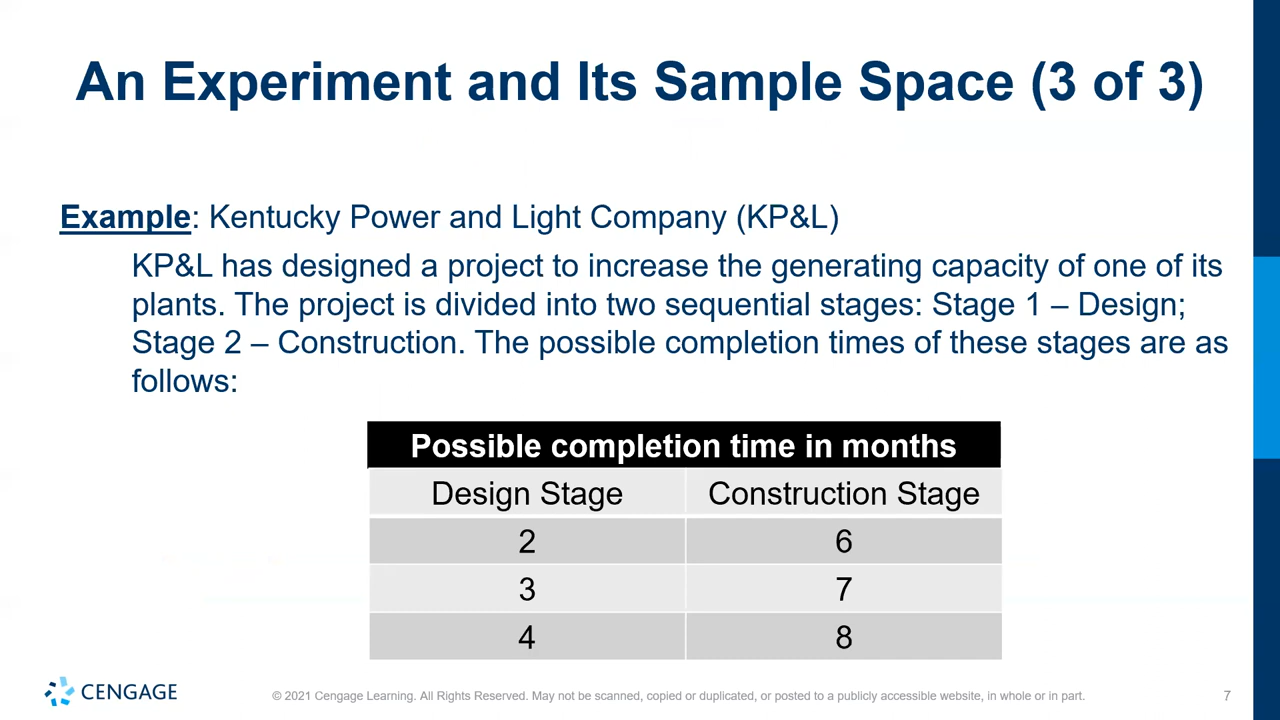 An Experiment and Its Sample Space (3 of 3)
Example: Kentucky Power and Light Company (KP&L)
KP&L has designed a project to increase the generating capacity of one of its
plants. The project is divided into two sequential stages: Stage 1 – Design;
Stage 2 – Construction. The possible completion times of these stages are as
follows:
Possible completion time in months
Design Stage Construction Stage
2 6
3 7
4 8
CENGAGE © 2021 Cengage Learning. All Rights Reserved. May not be scanned, copied or duplicated, or posted to a publicly accessible website, in whole or in part. 7